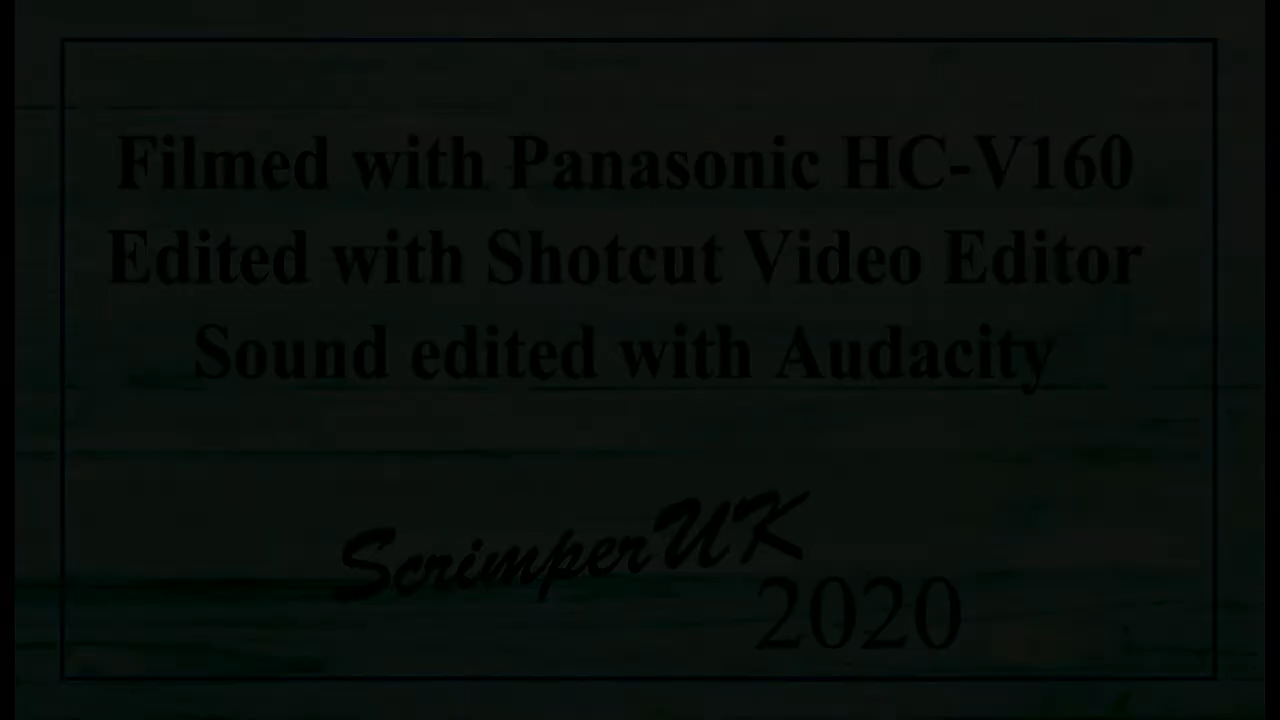 Filmed with Panasonic HC-V160
Edited with Shotcut Video Editor
Sound edited with Audacity
ScrimperUK
2020